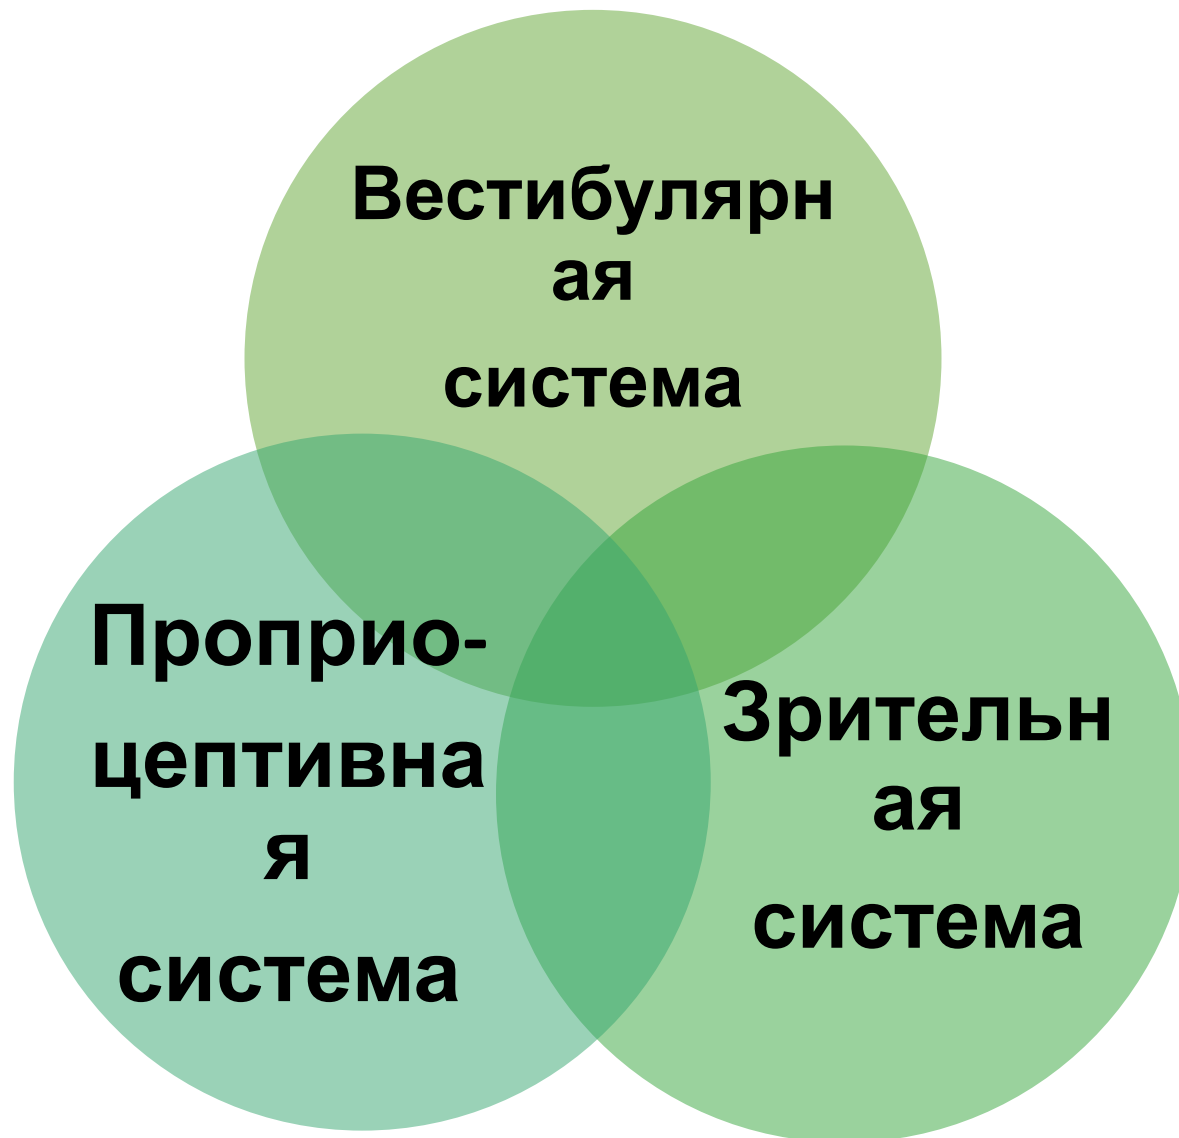 Вестибулярн
ая
система
Проприо-
цептивна
я
система
Зрительн
ая
система